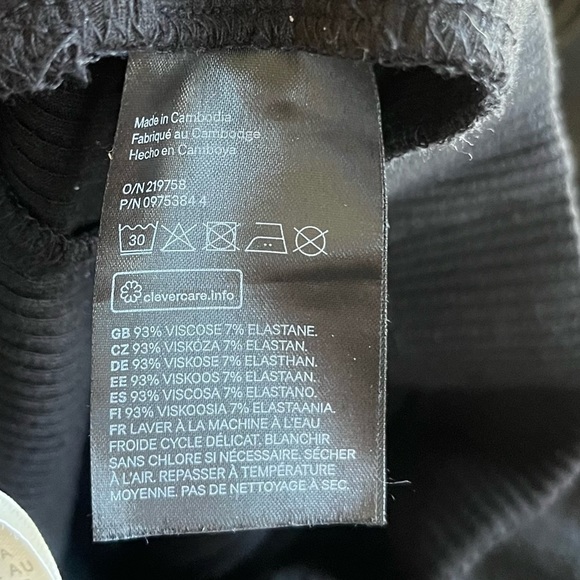 Made in Cambodia
Fabriqué au Cambodge
Hecho en Camboya
O/N 219758
P/N 0975384 4
30
clevercare.info
GB 93% VISCOSE 7% ELASTANE.
CZ 93% VISKÓZA 7% ELASTAN.
DE 93% VISKOSE 7% ELASTHAN.
EE 93% VISKOOS 7% ELASTAAN.
ES 93% VISCOSA 7% ELASTANO.
FI 93% VISKOOSIA 7% ELASTAANIA.
FR LAVER À LA MACHINE À L'EAU
FROIDE CYCLE DÉLICAT. BLANCHIR
SANS CHLORE SI NÉCESSAIRE. SÉCHER
À L'AIR. REPASSER À TEMPÉRATURE
MOYENNE. PAS DE NETTOYAGE À SEC.
AU